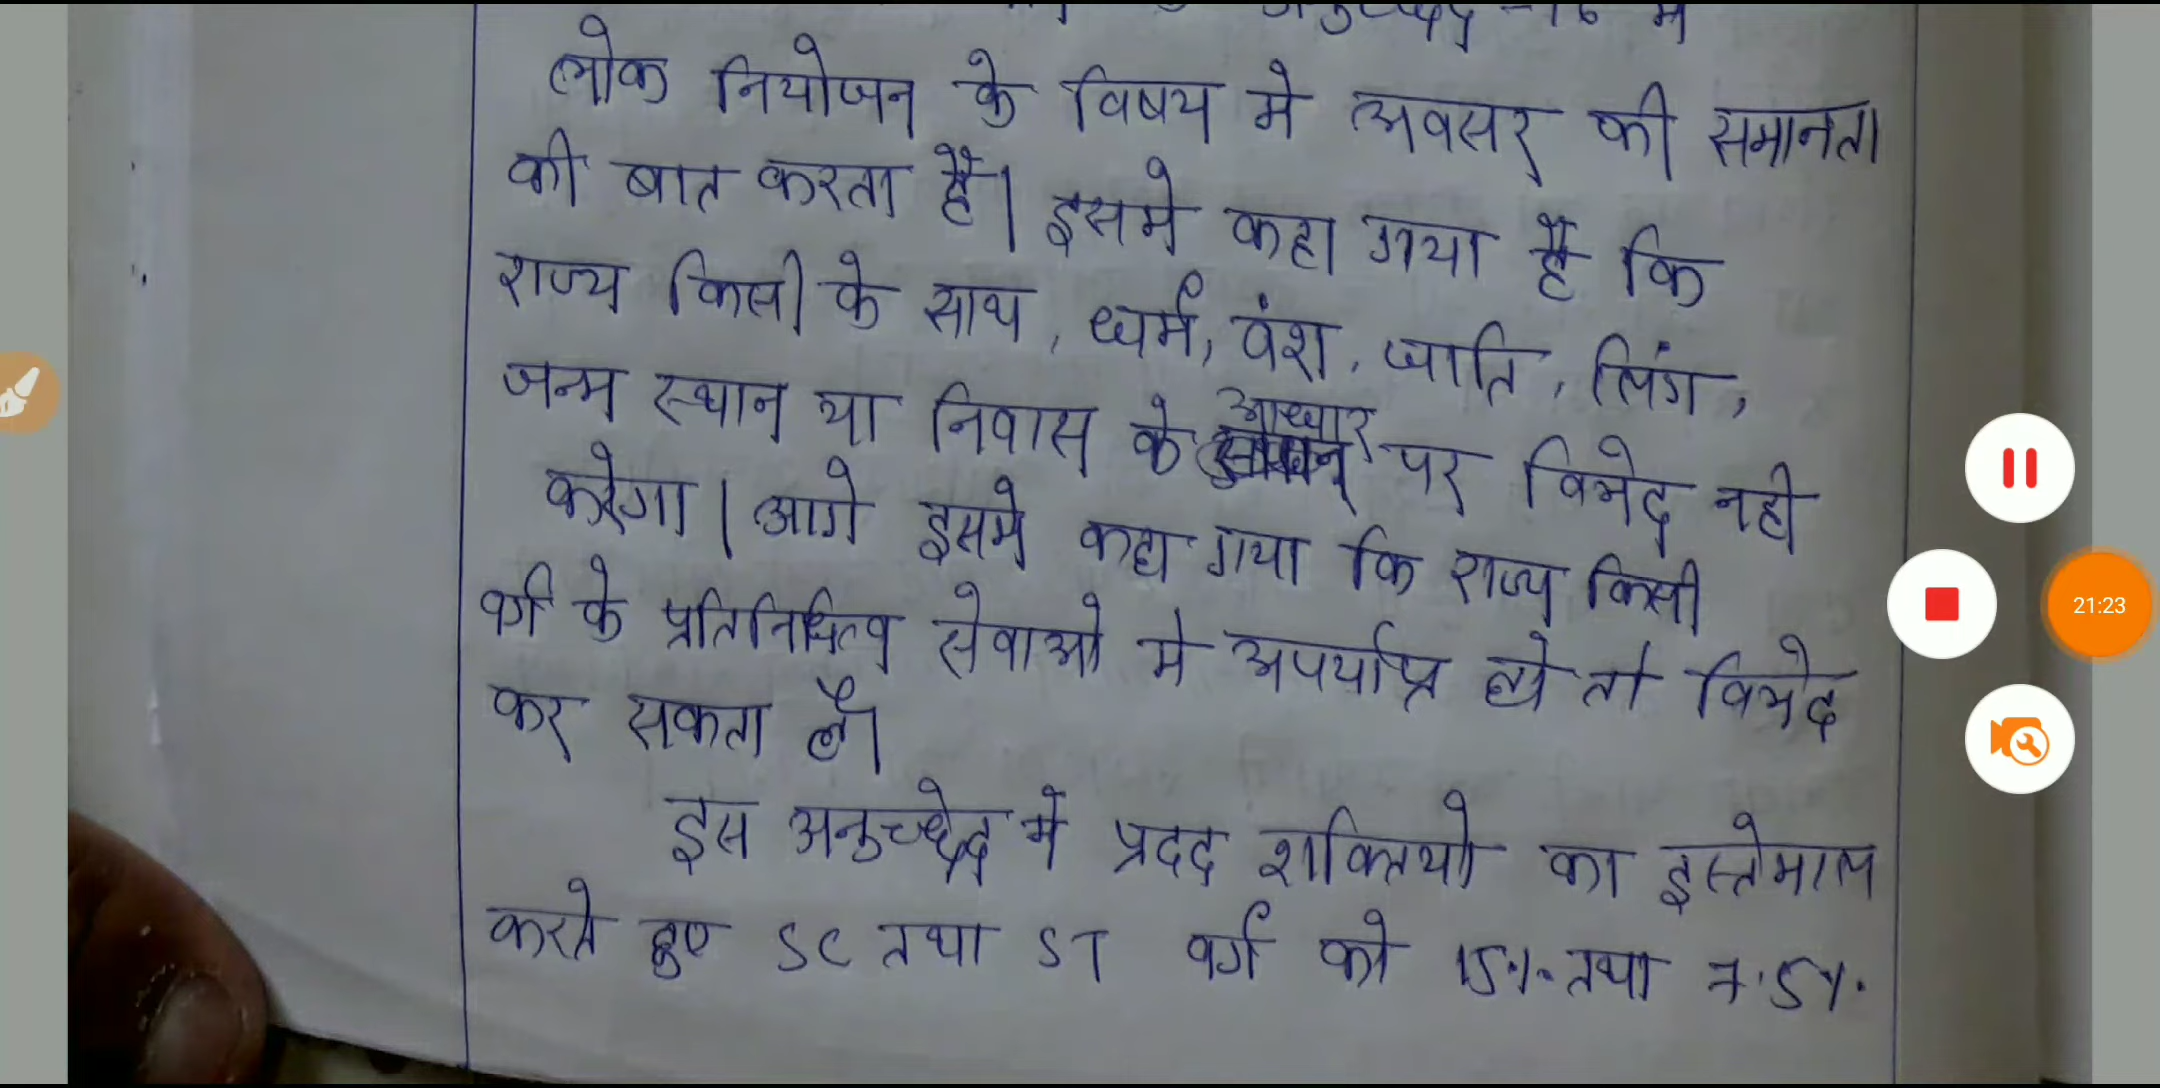 अनुच्छेद - 16 में
लोक नियोजन के विषय मे अवसर की समानता
की बात करता है। इसमे कहा गया है कि
राज्य किसी के साथ, धर्म, वंश, जाति, लिंग,
जन्म स्थान या निवास के आधार पर विभेद नही
करेगा। आगे इसमे कहा गया कि राज्य किसी
वर्ग के प्रतिनिधित्व सेवाओ मे अपर्याप्त हो तो विभेद
कर सकता है।
इस अनुच्छेद मे प्रदद शक्तियो का इस्तेमाल
करते हुए SC तथा ST वर्ग को 15% तथा 7.5%
21:23